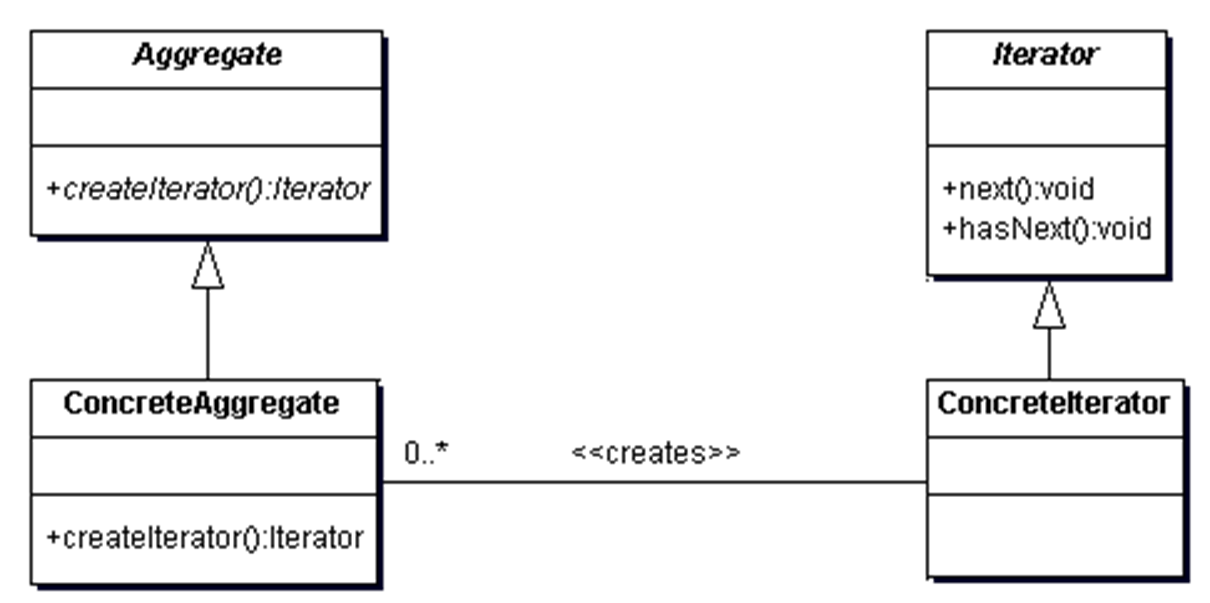 Aggregate
+createIterator():Iterator
Iterator
+next():void
+hasNext():void
ConcreteAggregate
+createIterator():Iterator
0..*
<<creates>>
ConcreteIterator